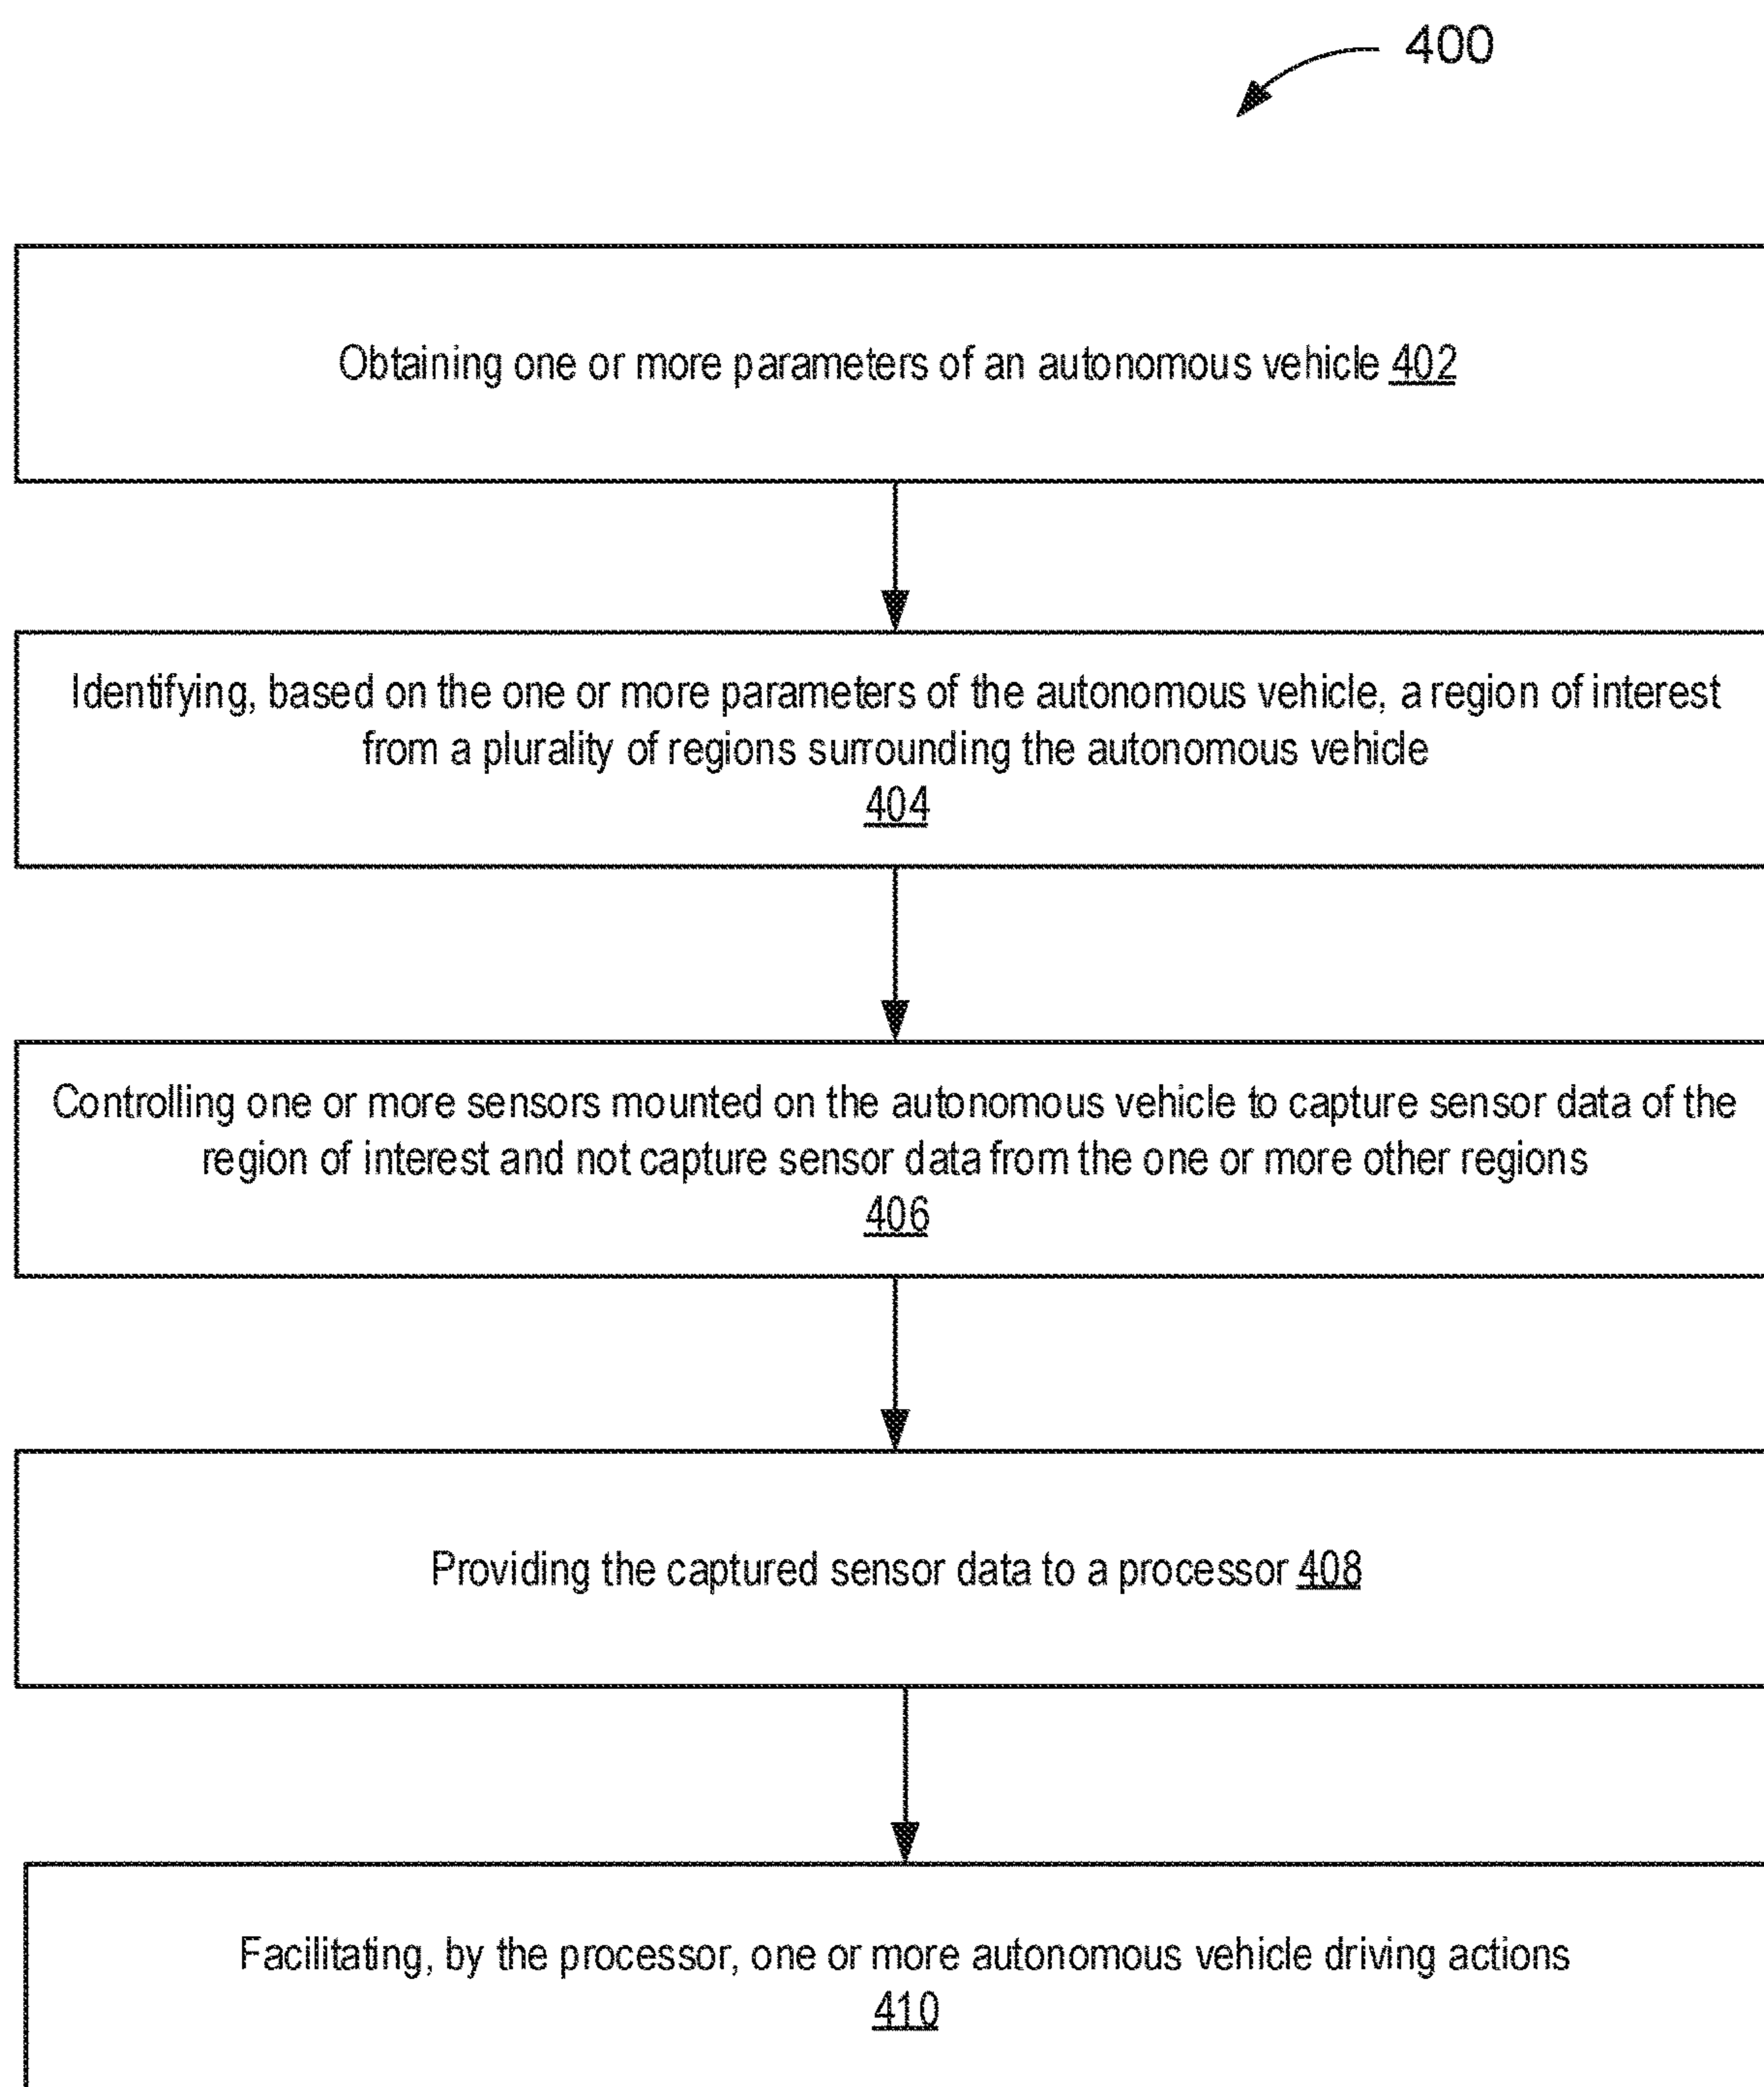 400
Obtaining one or more parameters of an autonomous vehicle 402
Identifying, based on the one or more parameters of the autonomous vehicle, a region of interest
from a plurality of regions surrounding the autonomous vehicle
404
Controlling one or more sensors mounted on the autonomous vehicle to capture sensor data of the
region of interest and not capture sensor data from the one or more other regions
406
Providing the captured sensor data to a processor 408
Facilitating, by the processor, one or more autonomous vehicle driving actions
410